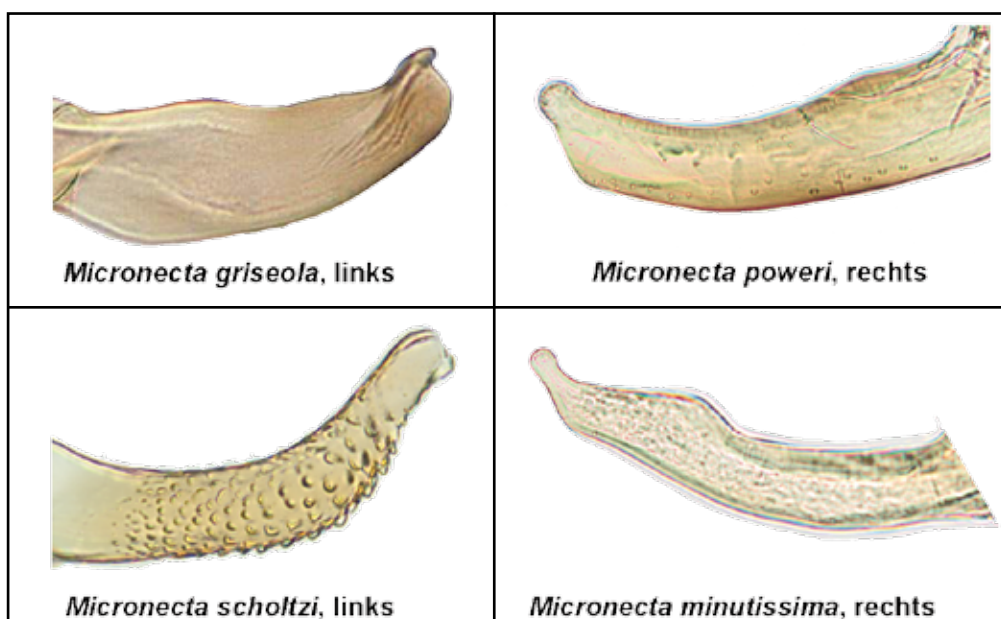 Micronecta griseola, links
Micronecta poweri, rechts
Micronecta scholtzi, links
Micronecta minutissima, rechts